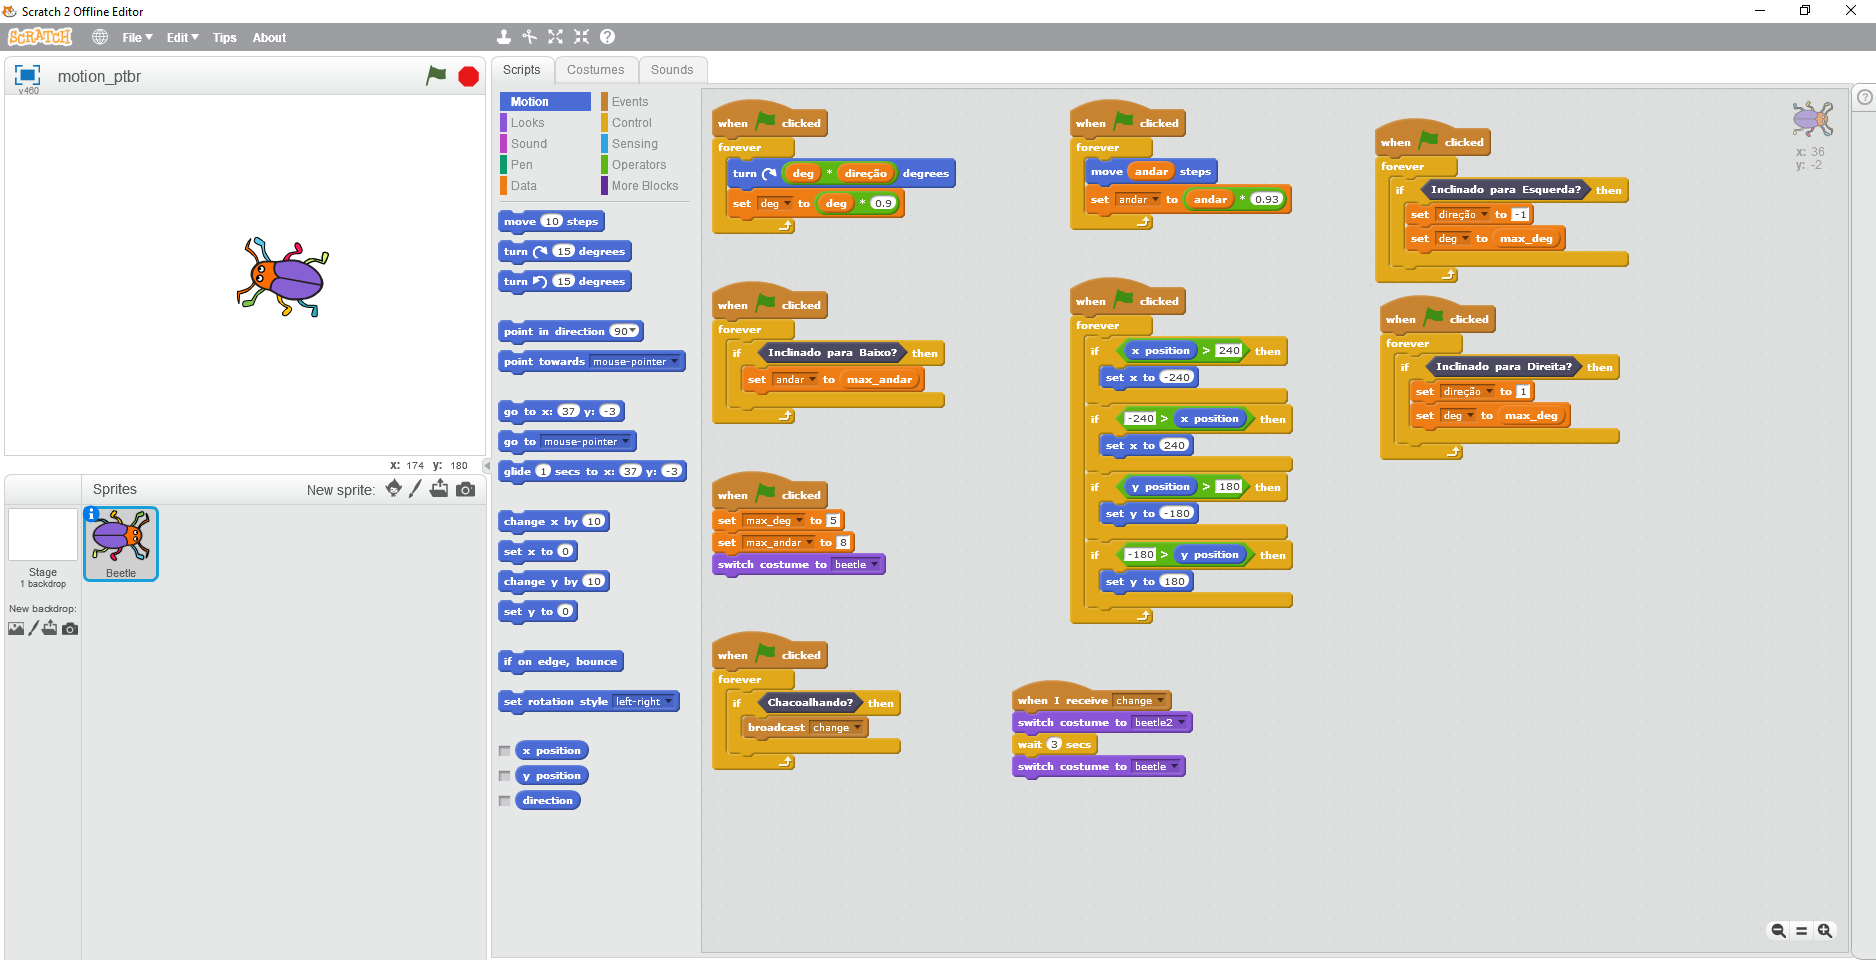 Scratch 2 Offline Editor
SCRATCH
File Edit Tips About
v460
motion_ptbr
x: 174 y: 180
Sprites
New sprite:
Stage
1 backdrop
New backdrop:
Beetle
Scripts Costumes Sounds
Motion
Looks
Sound
Pen
Data
Events
Control
Sensing
Operators
More Blocks
move 10 steps
turn 15 degrees
turn 15 degrees
point in direction 90
point towards mouse-pointer
go to x: 37 y: -3
go to mouse-pointer
glide 1 secs to x: 37 y: -3
change x by 10
set x to 0
change y by 10
set y to 0
if on edge, bounce
set rotation style left-right
x position
y position
direction
when clicked
forever
turn deg * direção degrees
set deg to deg * 0.9
when clicked
forever
if Inclinado para Baixo? then
set andar to max_andar
when clicked
set max_deg to 5
set max_andar to 8
switch costume to beetle
when clicked
forever
if Chacoalhando? then
broadcast change
when clicked
forever
move andar steps
set andar to andar * 0.93
when clicked
forever
if x position > 240 then
set x to -240
if -240 > x position then
set x to 240
if y position > 180 then
set y to -180
if -180 > y position then
set y to 180
when I receive change
switch costume to beetle2
wait 3 secs
switch costume to beetle
when clicked
forever
if Inclinado para Esquerda? then
set direção to -1
set deg to max_deg
when clicked
forever
if Inclinado para Direita? then
set direção to 1
set deg to max_deg
x: 36
y: -2